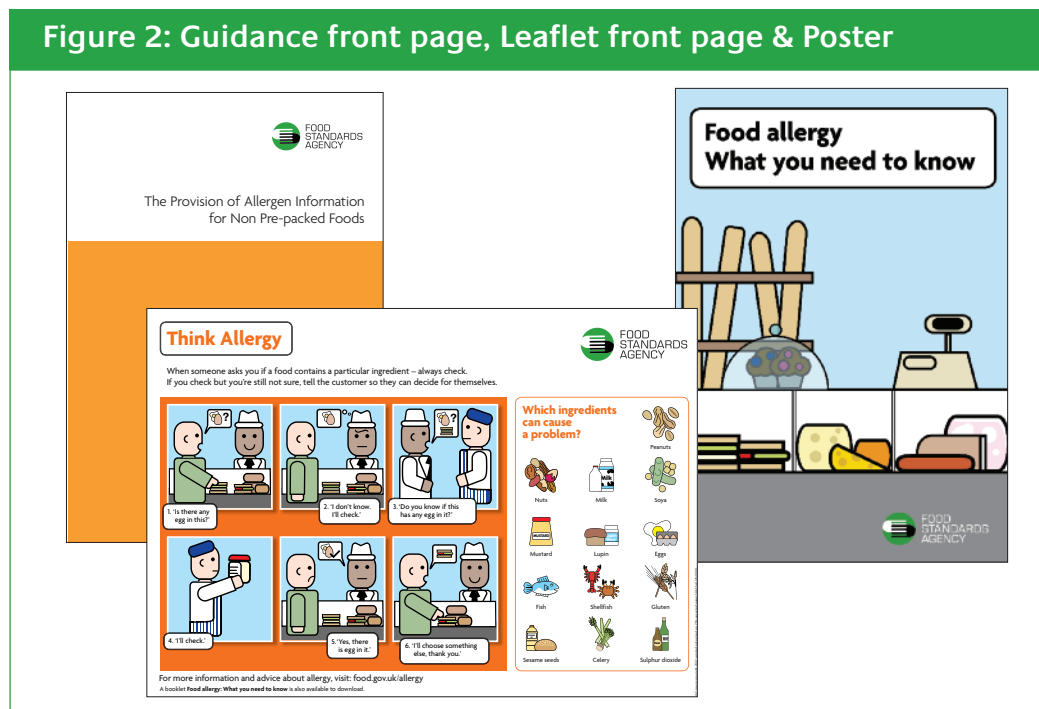 Figure 2: Guidance front page, Leaflet front page & Poster
FOOD
STANDARDS
AGENCY
The Provision of Allergen Information
for Non Pre-packed Foods
Food allergy
What you need to know
FOOD
STANDARDS
AGENCY
Think Allergy
FOOD
STANDARDS
AGENCY
When someone asks you if a food contains a particular ingredient – always check.
If you check but you're still not sure, tell the customer so they can decide for themselves.
?
?
1. 'Is there any
egg in this?'
2. 'I don't know.
I'll check.'
3. 'Do you know if this
has any egg in it?'
4. 'I'll check.'
5. 'Yes, there
is egg in it.'
6. 'I'll choose something
else, thank you.'
Which ingredients
can cause
a problem?
Peanuts
Nuts
Milk
Milk
Soya
MUSTARD
Mustard
Lupin
Eggs
Fish
Shellfish
Gluten
Sesame seeds
Celery
Sulphur dioxide
For more information and advice about allergy, visit: food.gov.uk/allergy
A booklet Food allergy: What you need to know is also available to download.